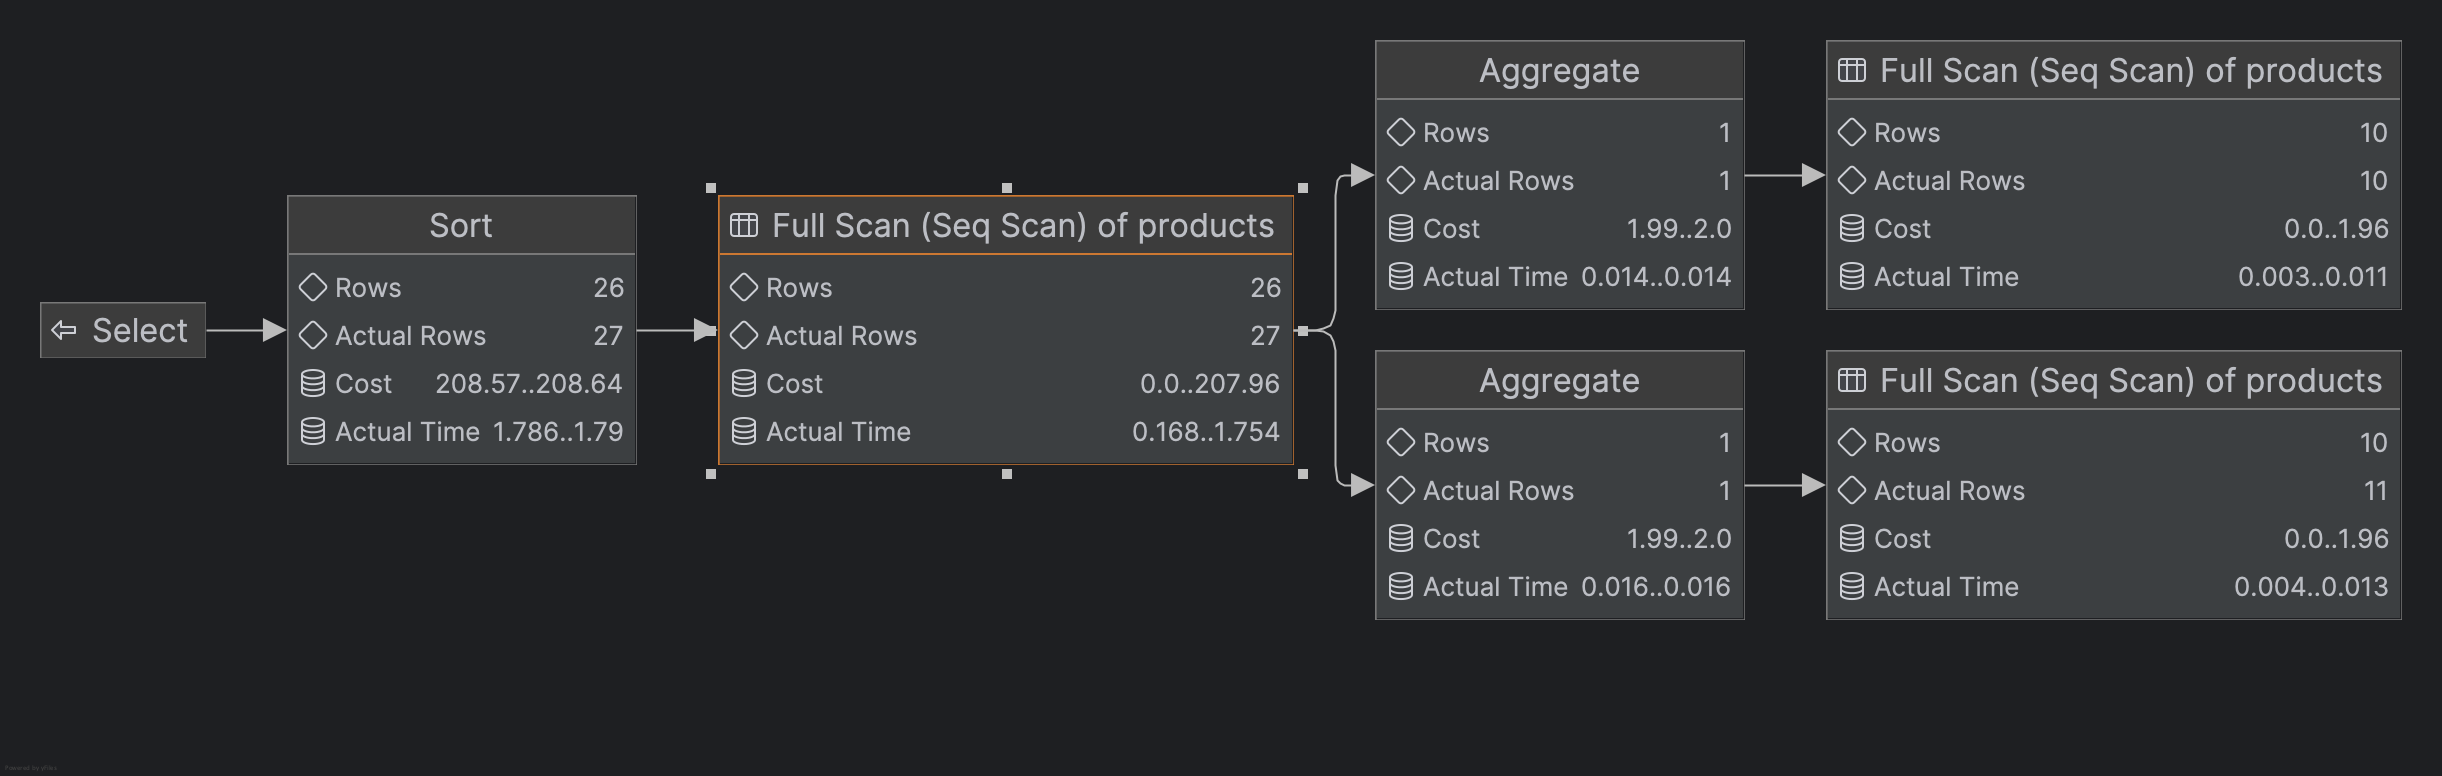 Select
Sort
Rows 26
Actual Rows 27
Cost 208.57..208.64
Actual Time 1.786..1.79
Full Scan (Seq Scan) of products
Rows 26
Actual Rows 27
Cost 0.0..207.96
Actual Time 0.168..1.754
Aggregate
Rows 1
Actual Rows 1
Cost 1.99..2.0
Actual Time 0.014..0.014
Full Scan (Seq Scan) of products
Rows 10
Actual Rows 10
Cost 0.0..1.96
Actual Time 0.003..0.011
Aggregate
Rows 1
Actual Rows 1
Cost 1.99..2.0
Actual Time 0.016..0.016
Full Scan (Seq Scan) of products
Rows 10
Actual Rows 11
Cost 0.0..1.96
Actual Time 0.004..0.013
Powered by yFiles